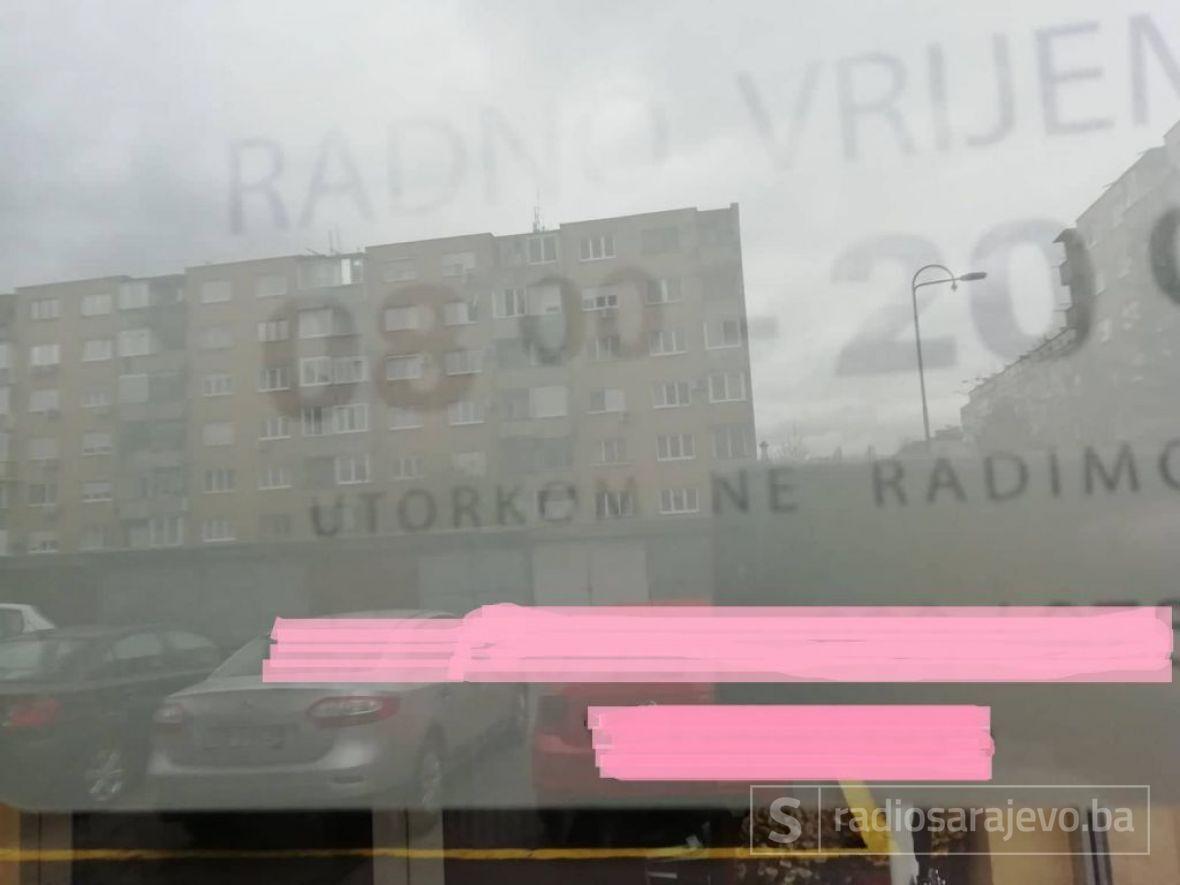 RADNO VRIJEM
08 00 - 20 0
UTORKOM NE RADIMO
radiosarajevo.ba